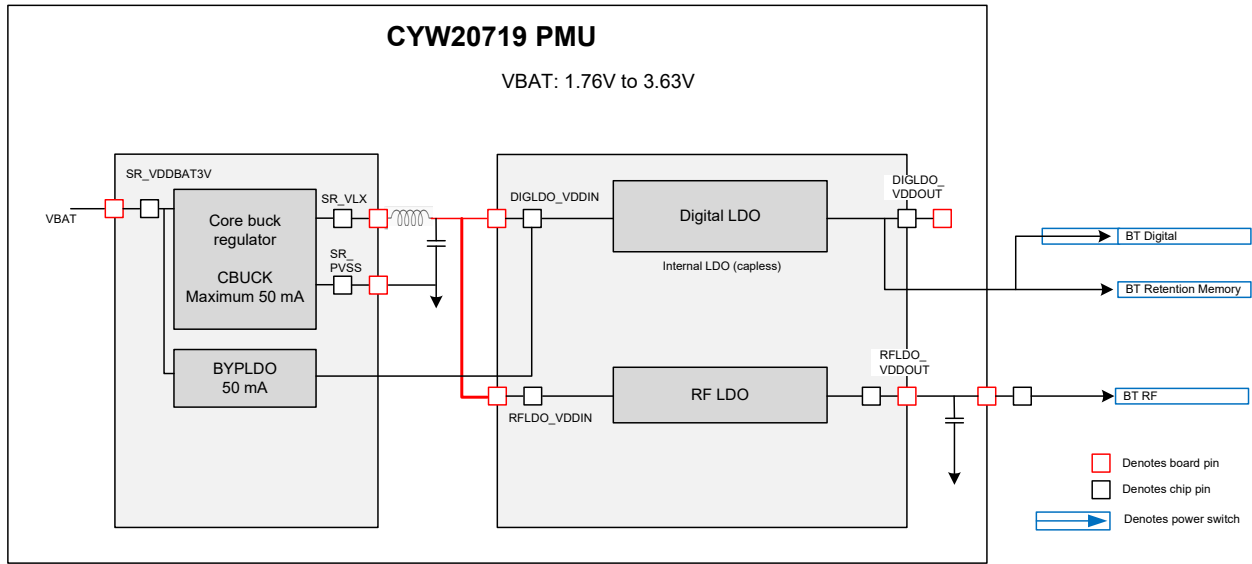 CYW20719 PMU
VBAT: 1.76V to 3.63V
SR_VDDBAT3V
VBAT
Core buck
regulator
CBUCK
Maximum 50 mA
SR_VLX
SR_
PVSS
BYPLDO
50 mA
DIGLDO_VDDIN
Digital LDO
Internal LDO (capless)
DIGLDO_
VDDOUT
BT Digital
BT Retention Memory
RFLDO_VDDIN
RF LDO
RFLDO_
VDDOUT
BT RF
Denotes board pin
Denotes chip pin
Denotes power switch